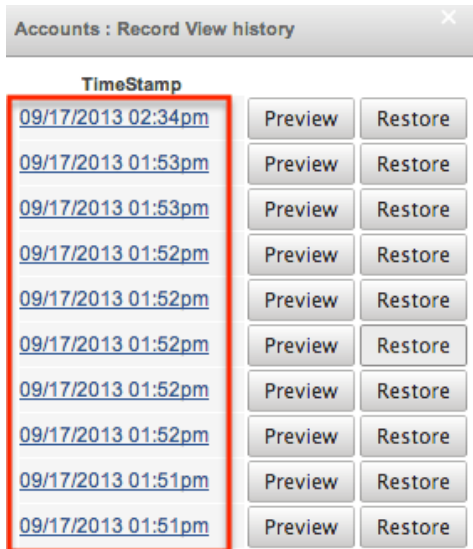 Accounts : Record View history
TimeStamp
09/17/2013 02:34pm Preview Restore
09/17/2013 01:53pm Preview Restore
09/17/2013 01:53pm Preview Restore
09/17/2013 01:52pm Preview Restore
09/17/2013 01:52pm Preview Restore
09/17/2013 01:52pm Preview Restore
09/17/2013 01:52pm Preview Restore
09/17/2013 01:52pm Preview Restore
09/17/2013 01:51pm Preview Restore
09/17/2013 01:51pm Preview Restore